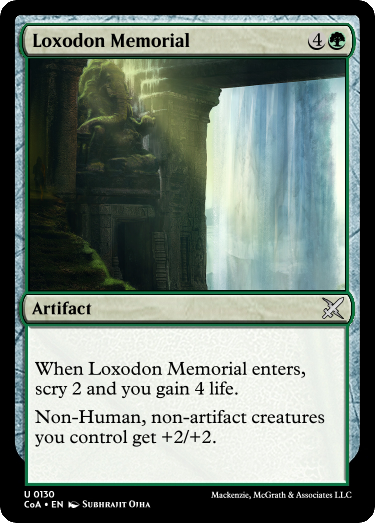 Loxodon Memorial 4
Artifact
When Loxodon Memorial enters,
scry 2 and you gain 4 life.
Non-Human, non-artifact creatures
you control get +2/+2.
U 0130
CoA • EN Subhrajit Ojha
Mackenzie, McGrath & Associates LLC